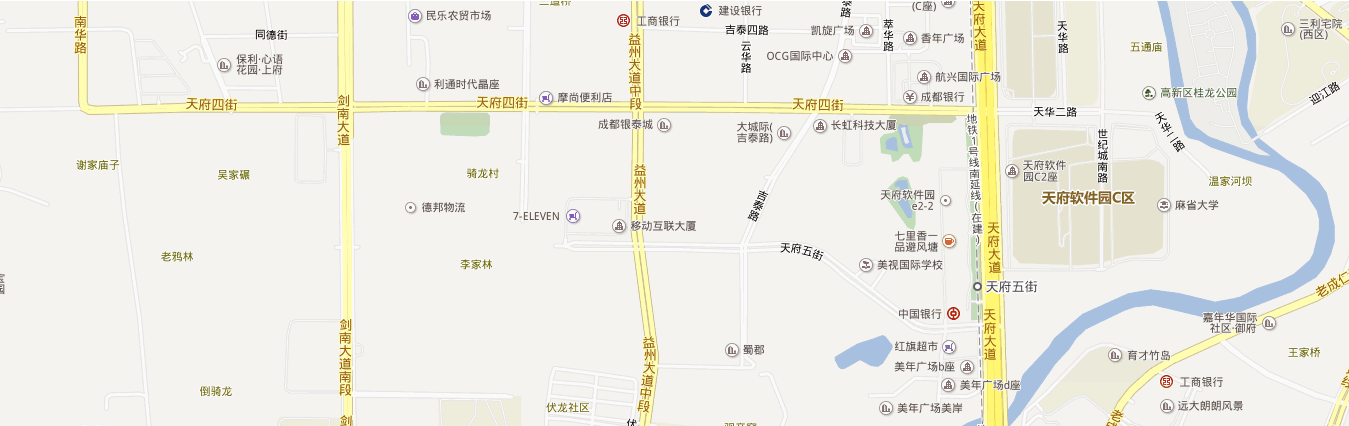 南华路
民乐农贸市场
工商银行
建设银行
吉泰路
凯旋广场
萃华路
(C座)
天府大道
天华路
三利宅院
(西区)
同德街
保利·心语
花园·上府
益州大道中段
吉泰四路
云华路
香年广场
OCG国际中心
五通庙
利通时代晶座
航兴国际广场
成都银行
高新区桂龙公园
迎江路
天府四街
剑南大道
天府四街
摩尚便利店
天府四街
天华二路
天华二路
成都银泰城
大城际(
吉泰路)
长虹科技大厦
地铁1号线南延线(在建)
世纪城南路
谢家庙子
吴家碾
骑龙村
益州大道
吉泰路
天府软件
园C2座
温家河坝
德邦物流
7-ELEVEN
移动互联大厦
天府软件园
e2-2
天府软件园C区
麻省大学
七里香一
品避风塘
天府大道
老鸦林
李家林
天府五街
美视国际学校
天府五街
老成仁
中国银行
天府大道
嘉年华国际
社区·御府
剑南大道南段
益州大道中段
蜀郡
红旗超市
美年广场b座
育才竹岛
王家桥
倒骑龙
伏龙社区
美年广场d座
美年广场美岸
工商银行
远大朗朗风景
剑